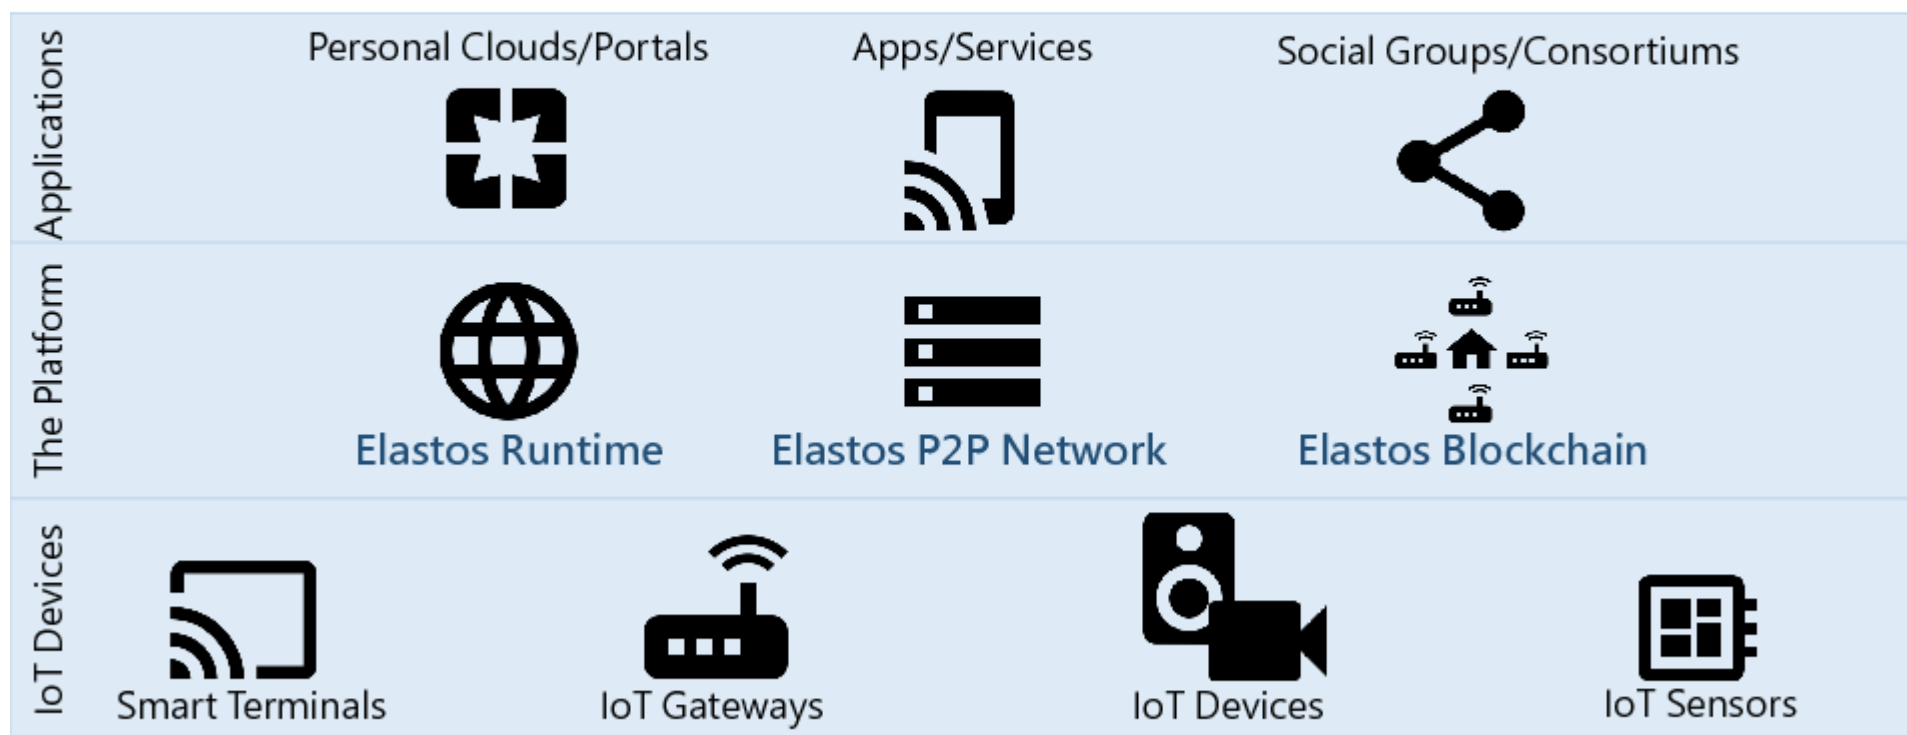 Applications
Personal Clouds/Portals
Apps/Services
Social Groups/Consortiums
The Platform
Elastos Runtime
Elastos P2P Network
Elastos Blockchain
IoT Devices
Smart Terminals
IoT Gateways
IoT Devices
IoT Sensors